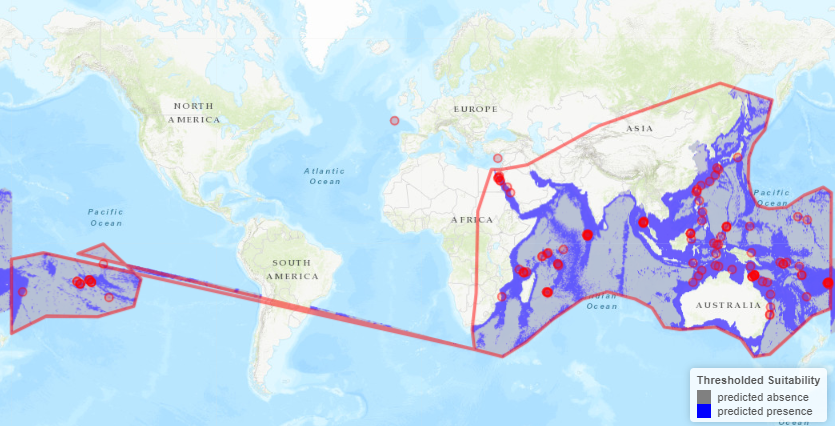 NORTH
AMERICA
EUROPE
ASIA
Atlantic
Ocean
Pacific
Ocean
Pacific
Ocean
AFRICA
SOUTH
AMERICA
Indian
Ocean
AUSTRALIA
Thresholded Suitability
predicted absence
predicted presence
Ocean